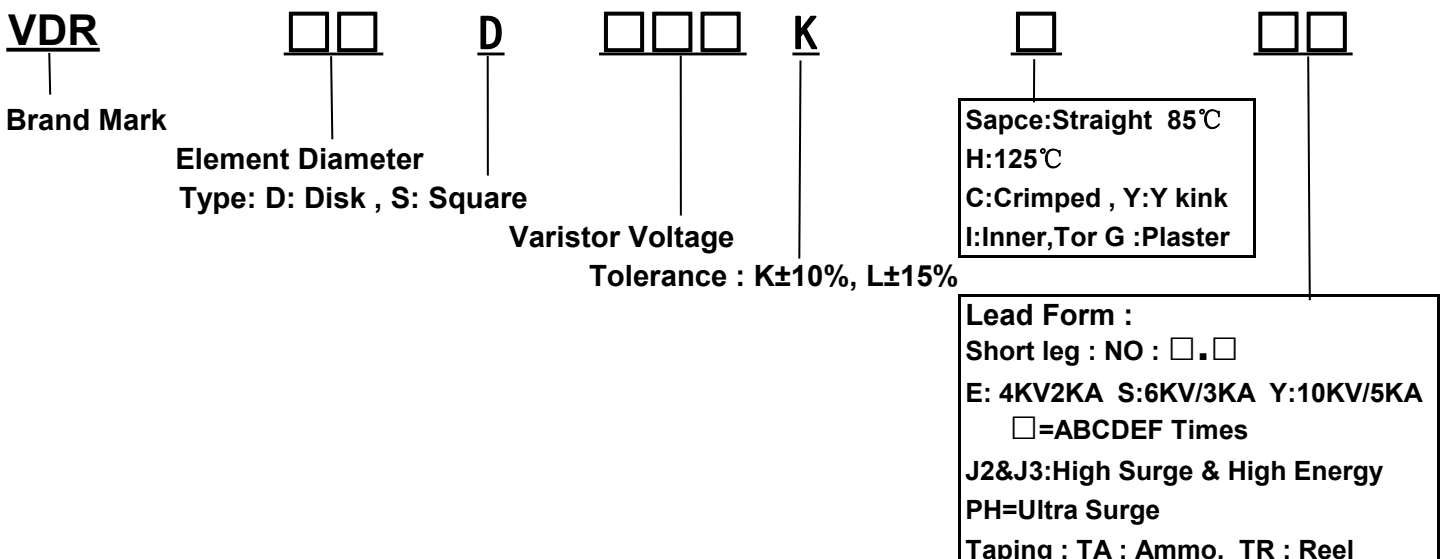 VDR □□ D □□□ K □ □□
Brand Mark
Element Diameter
Type: D: Disk , S: Square
Varistor Voltage
Tolerance : K±10%, L±15%
Sapce:Straight 85℃
H:125℃
C:Crimped , Y:Y kink
I:Inner,Tor G :Plaster
Lead Form :
Short leg : NO : □.□
E: 4KV2KA S:6KV/3KA Y:10KV/5KA
□=ABCDEF Times
J2&J3:High Surge & High Energy
PH=Ultra Surge
Taping : TA : Ammo, TR : Reel